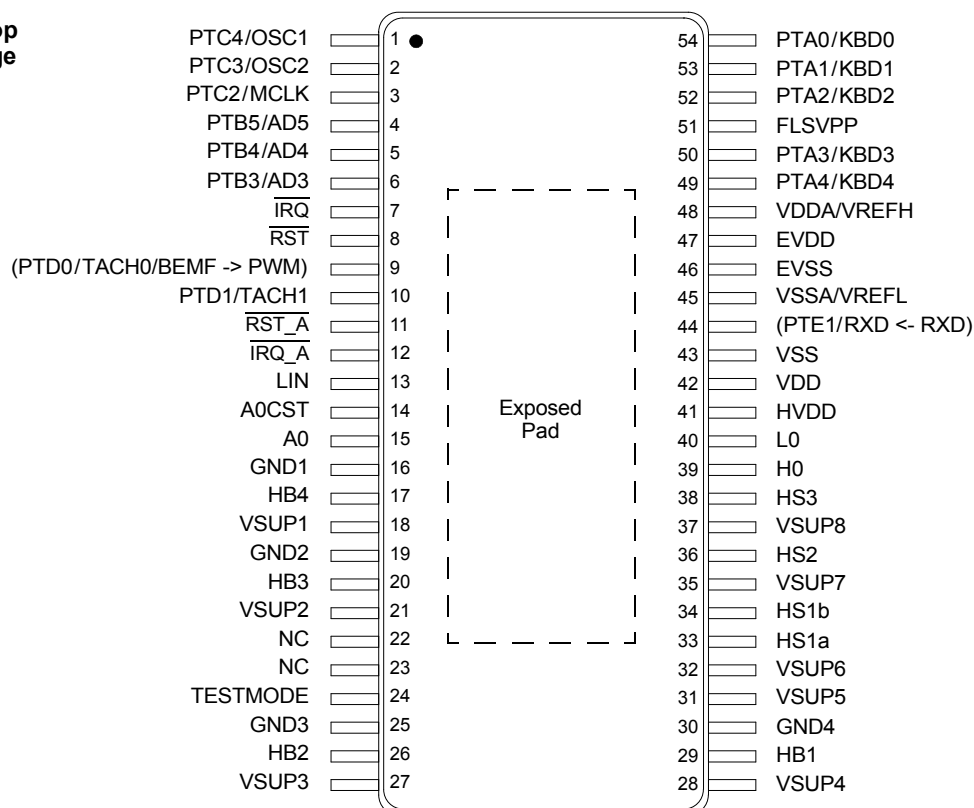 op
ge
PTC4/OSC1 1 54 PTA0/KBD0
PTC3/OSC2 2 53 PTA1/KBD1
PTC2/MCLK 3 52 PTA2/KBD2
PTB5/AD5 4 51 FLSVPP
PTB4/AD4 5 50 PTA3/KBD3
PTB3/AD3 6 49 PTA4/KBD4
IRQ 7 48 VDDA/VREFH
RST 8 47 EVDD
(PTD0/TACH0/BEMF -> PWM) 9 46 EVSS
PTD1/TACH1 10 45 VSSA/VREFL
RST_A 11 44 (PTE1/RXD <- RXD)
IRQ_A 12 43 VSS
LIN 13 42 VDD
A0CST 14 Exposed 41 HVDD
Pad
A0 15 40 L0
GND1 16 39 H0
HB4 17 38 HS3
VSUP1 18 37 VSUP8
GND2 19 36 HS2
HB3 20 35 VSUP7
VSUP2 21 34 HS1b
NC 22 33 HS1a
NC 23 32 VSUP6
TESTMODE 24 31 VSUP5
GND3 25 30 GND4
HB2 26 29 HB1
VSUP3 27 28 VSUP4